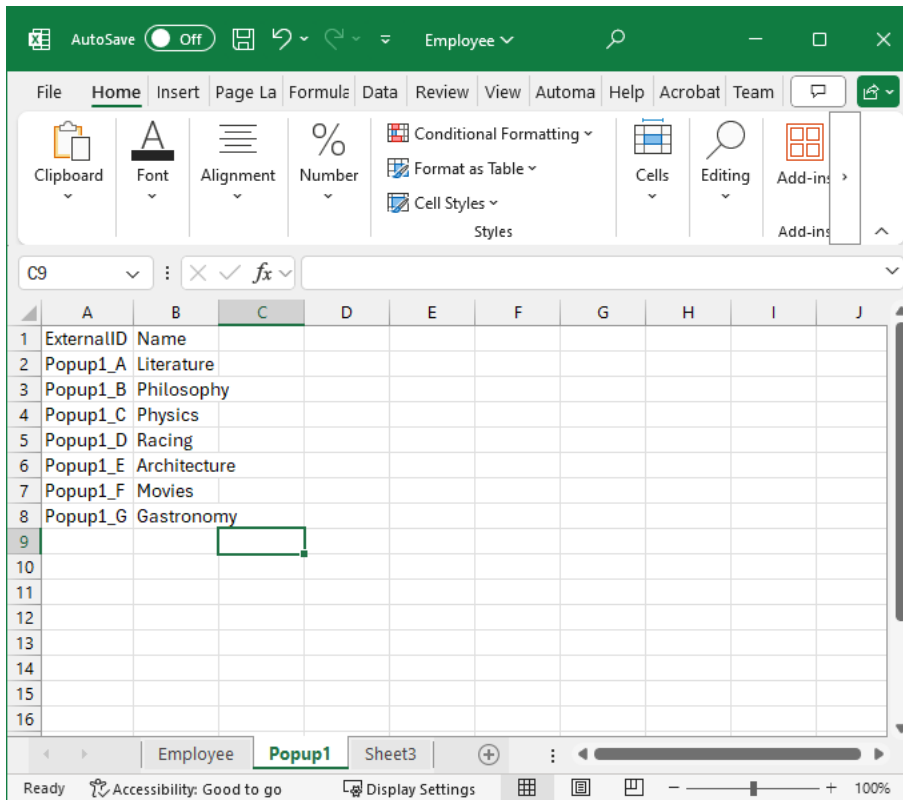 AutoSave Off Employee
File Home Insert Page La Formula Data Review View Automa Help Acrobat Team
Clipboard Font Alignment Number Conditional Formatting Format as Table Cell Styles Cells Editing Add-ins
Styles Add-ins
C9 fx
A B C D E F G H I J
1 ExternalID Name
2 Popup1_A Literature
3 Popup1_B Philosophy
4 Popup1_C Physics
5 Popup1_D Racing
6 Popup1_E Architecture
7 Popup1_F Movies
8 Popup1_G Gastronomy
9
10
11
12
13
14
15
16
Employee Popup1 Sheet3
Ready Accessibility: Good to go Display Settings 100%